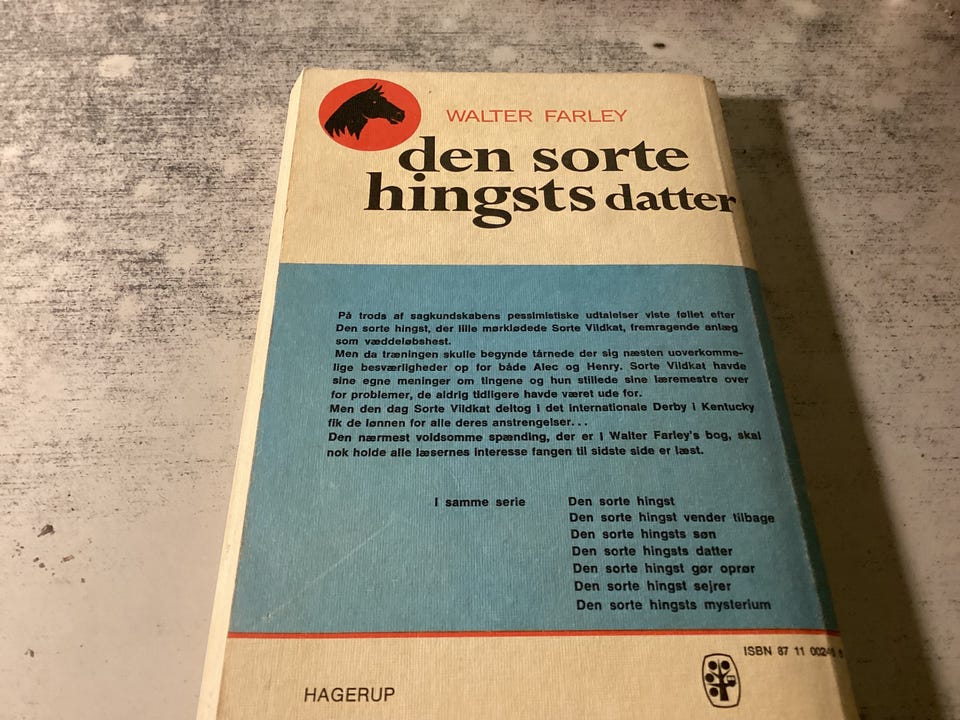 WALTER FARLEY
den sorte
hingsts datter
På trods af sagkundskabens pessimistiske udtalelser viste føllet efter
Den sorte hingst, der lille mørklødede Sorte Vildkat, fremragende anlæg
som væddeløbshest.
Men da træningen skulle begynde tårnede der sig næsten uoverkomme-
lige besværligheder op for både Alec og Henry. Sorte Vildkat havde
sine egne meninger om tingene og hun stillede sine læremestre over
for problemer, de aldrig tidligere havde været ude for.
Men den dag Sorte Vildkat deltog i det internationale Derby i Kentucky
fik de lønnen for alle deres anstrengelser...
Den nærmest voldsomme spænding, der er i Walter Farley's bog, skal
nok holde alle læsernes interesse fangen til sidste side er læst.
I samme serie
Den sorte hingst
Den sorte hingst vender tilbage
Den sorte hingsts søn
Den sorte hingsts datter
Den sorte hingst gør oprør
Den sorte hingst sejrer
Den sorte hingsts mysterium
ISBN 87 11
HAGERUP